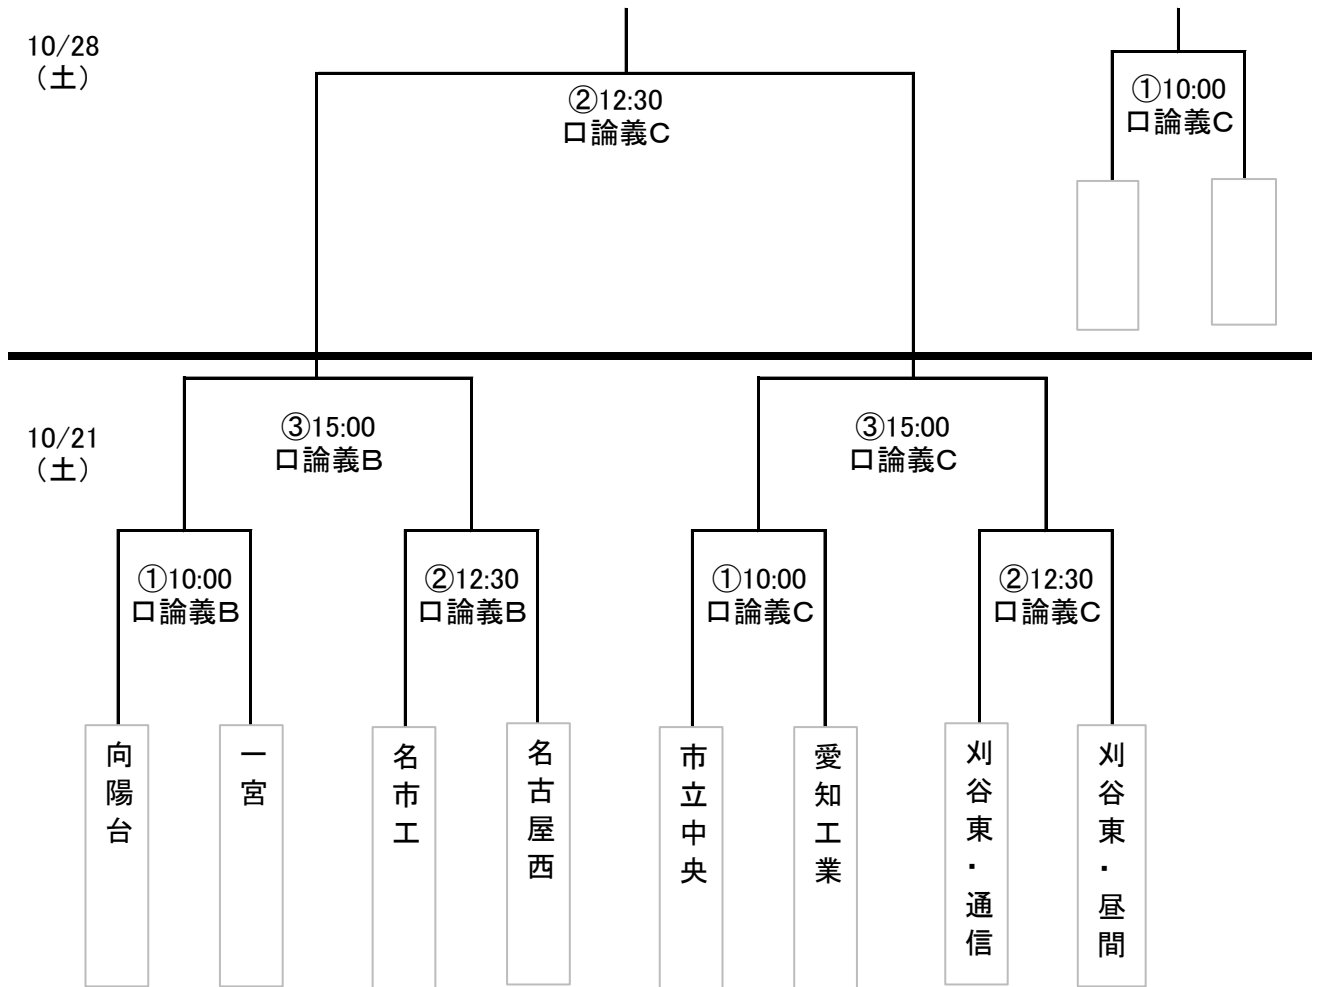 10/28
（土）
②12:30
口論義C
①10:00
口論義C
10/21
（土）
③15:00
口論義B
③15:00
口論義C
①10:00
口論義B
②12:30
口論義B
①10:00
口論義C
②12:30
口論義C
向陽台
一宮
名市工
名古屋西
市立中央
愛知工業
刈谷東・通信
刈谷東・昼間